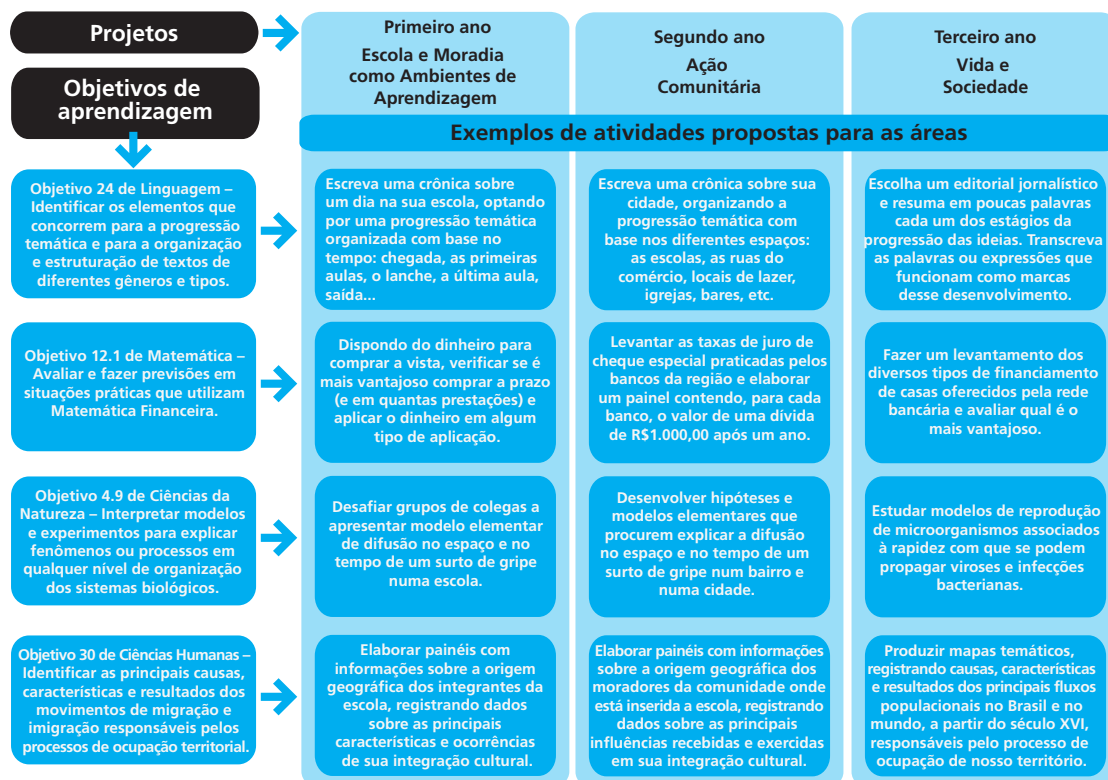 Projetos
Primeiro ano
Escola e Moradia
como Ambientes de
Aprendizagem
Segundo ano
Ação
Comunitária
Terceiro ano
Vida e
Sociedade
Objetivos de
aprendizagem
Exemplos de atividades propostas para as áreas
Objetivo 24 de Linguagem –
Identificar os elementos que
concorrem para a progressão
temática e para a organização
e estruturação de textos de
diferentes gêneros e tipos.
Escreva uma crônica sobre
um dia na sua escola, optando
por uma progressão temática
organizada com base no
tempo: chegada, as primeiras
aulas, o lanche, a última aula,
saída...
Escreva uma crônica sobre sua
cidade, organizando a
progressão temática com
base nos diferentes espaços:
as escolas, as ruas do
comércio, locais de lazer,
igrejas, bares, etc.
Escolha um editorial jornalístico
e resuma em poucas palavras
cada um dos estágios da
progressão das ideias. Transcreva
as palavras ou expressões que
funcionam como marcas
desse desenvolvimento.
Objetivo 12.1 de Matemática –
Avaliar e fazer previsões em
situações práticas que utilizam
Matemática Financeira.
Dispondo do dinheiro para
comprar a vista, verificar se é
mais vantajoso comprar a prazo
(e em quantas prestações) e
aplicar o dinheiro em algum
tipo de aplicação.
Levantar as taxas de juro de
cheque especial praticadas pelos
bancos da região e elaborar
um painel contendo, para cada
banco, o valor de uma dívida
de R$1.000,00 após um ano.
Fazer um levantamento dos
diversos tipos de financiamento
de casas oferecidos pela rede
bancária e avaliar qual é o
mais vantajoso.
Objetivo 4.9 de Ciências da
Natureza – Interpretar modelos
e experimentos para explicar
fenômenos ou processos em
qualquer nível de organização
dos sistemas biológicos.
Desafiar grupos de colegas a
apresentar modelo elementar
de difusão no espaço e no
tempo de um surto de gripe
numa escola.
Desenvolver hipóteses e
modelos elementares que
procurem explicar a difusão
no espaço e no tempo de um
surto de gripe num bairro e
numa cidade.
Estudar modelos de reprodução
de microorganismos associados
à rapidez com que se podem
propagar viroses e infecções
bacterianas.
Objetivo 30 de Ciências Humanas –
Identificar as principais causas,
características e resultados dos
movimentos de migração e
imigração responsáveis pelos
processos de ocupação territorial.
Elaborar painéis com
informações sobre a origem
geográfica dos integrantes da
escola, registrando dados
sobre as principais
características e ocorrências
de sua integração cultural.
Elaborar painéis com informações
sobre a origem geográfica dos
moradores da comunidade onde
está inserida a escola, registrando
dados sobre as principais
influências recebidas e exercidas
em sua integração cultural.
Produzir mapas temáticos,
registrando causas, características
e resultados dos principais fluxos
populacionais no Brasil e no
mundo, a partir do século XVI,
responsáveis pelo processo de
ocupação de nosso território.